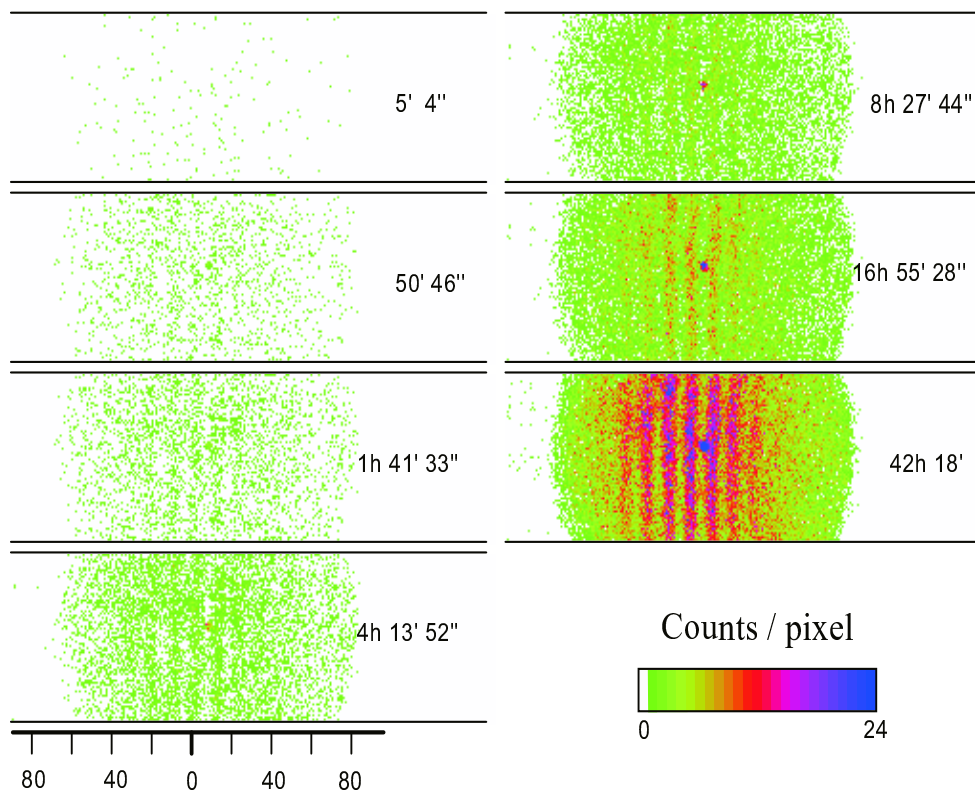 5' 4"
50' 46"
1h 41' 33"
4h 13' 52"
80 40 0 40 80
8h 27' 44"
16h 55' 28"
42h 18'
Counts / pixel
0 24